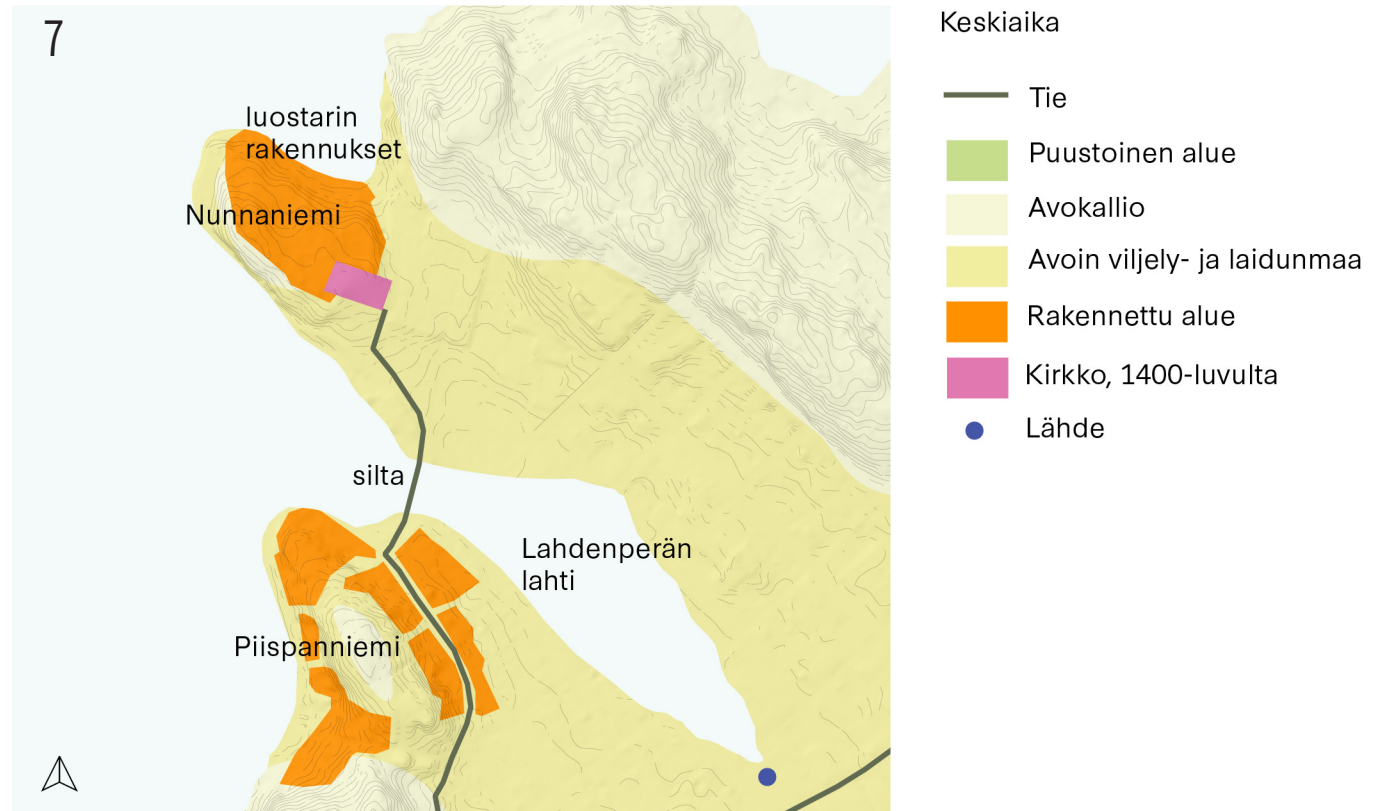 7
luostarin
rakennukset
Nunnaniemi
silta
Lahdenperän
lahti
Piispanniemi
Keskiaika
Tie
Puustoinen alue
Avokallio
Avoin viljely- ja laidunmaa
Rakennettu alue
Kirkko, 1400-luvulta
Lähde